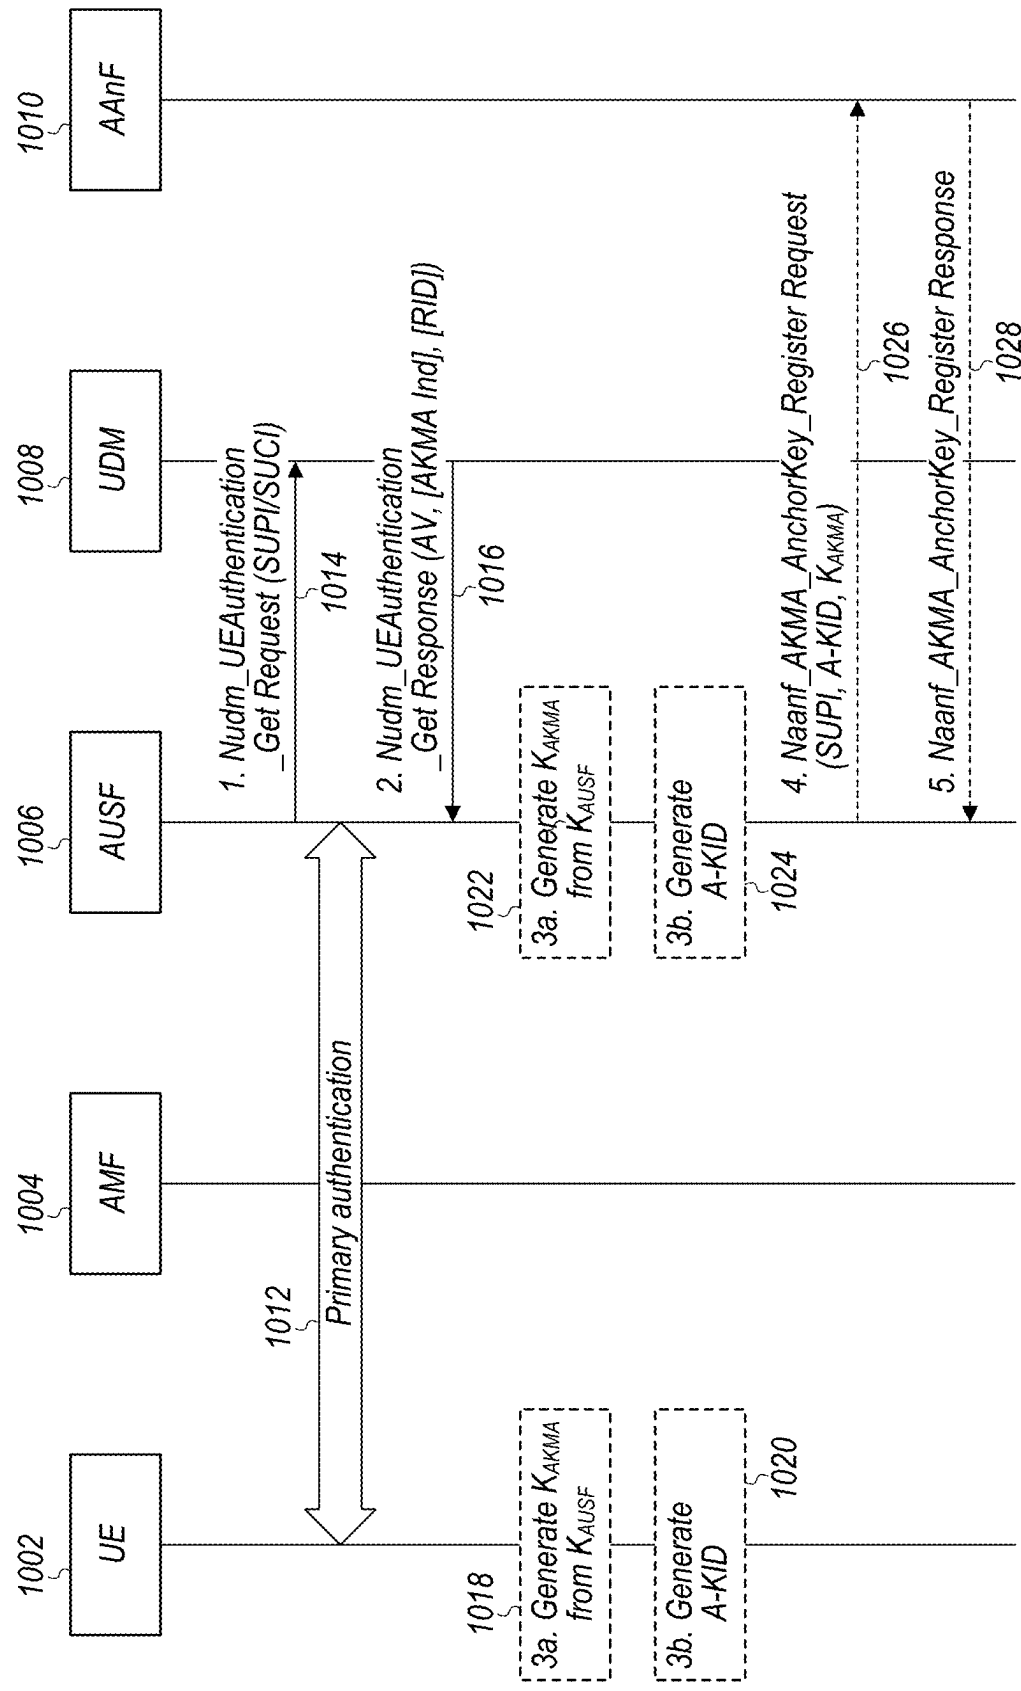 1002
UE
1004
AMF
1006
AUSF
1008
UDM
1010
AAnF
1. Nudm_UEAuthentication
_Get Request (SUPI/SUCI)
1014
1012
Primary authentication
2. Nudm_UEAuthentication
_Get Response (AV, [AKMA Ind], [RID])
1016
1018
3a. Generate KAKMA
from KAUSF
1022
3a. Generate KAKMA
from KAUSF
3b. Generate
A-KID
1020
3b. Generate
A-KID
1024
4. Naanf_AKMA_AnchorKey_Register Request
(SUPI, A-KID, KAKMA)
1026
5. Naanf_AKMA_AnchorKey_Register Response
1028